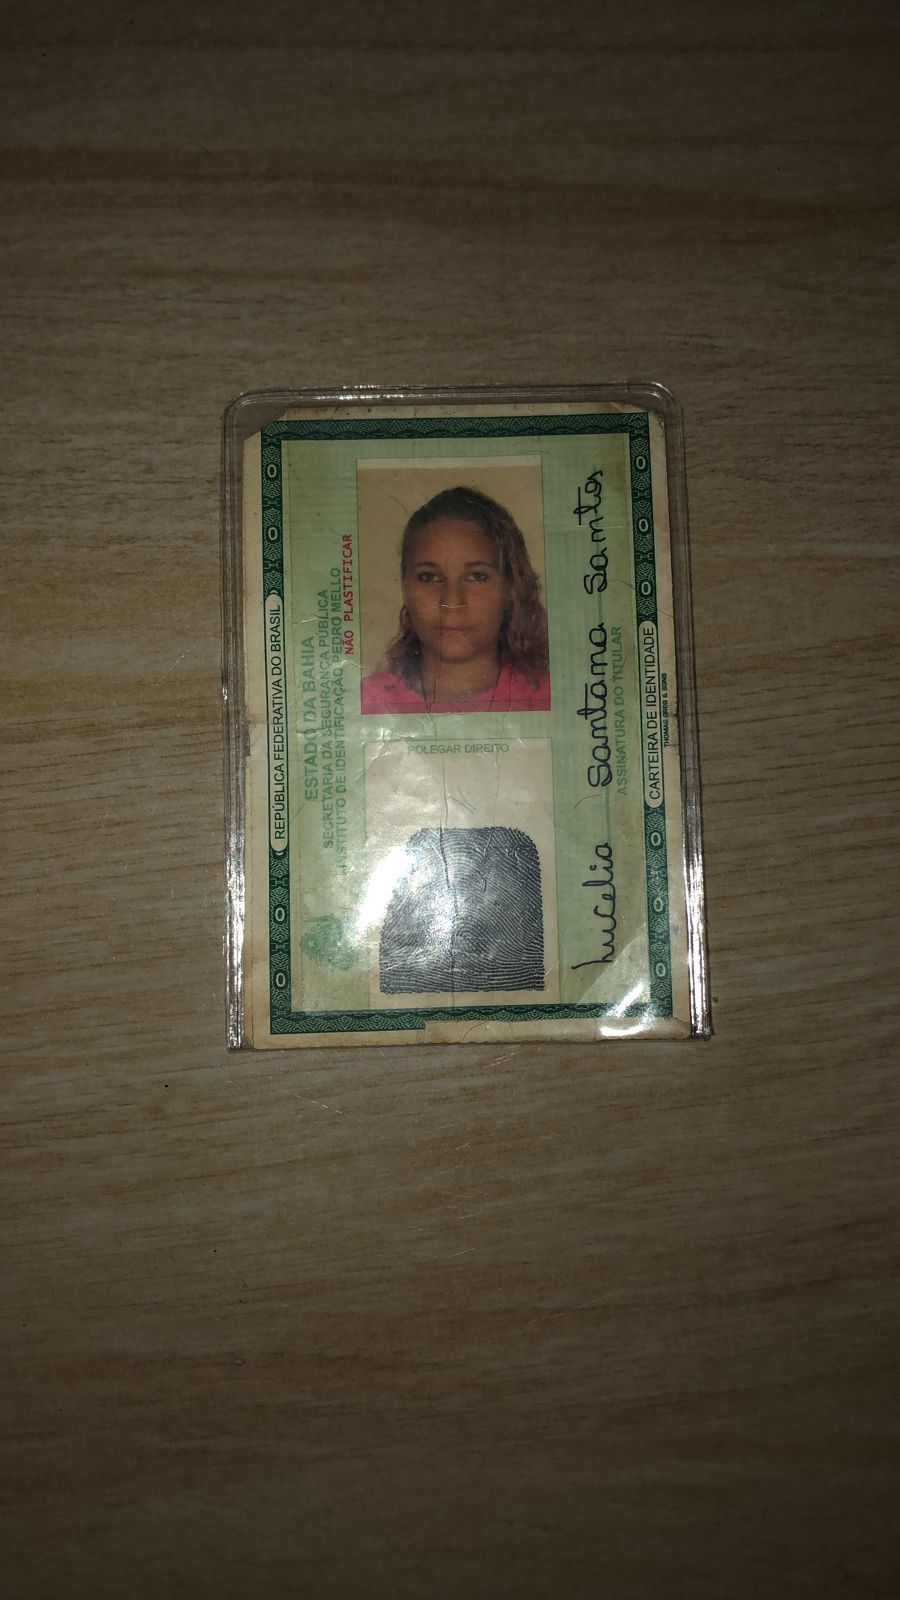 REPÚBLICA FEDERATIVA DO BRASIL
ESTADO DA BAHIA
SECRETARIA DA SEGURANÇA PÚBLICA
INSTITUTO DE IDENTIFICAÇÃO PEDRO MELLO
NÃO PLASTIFICAR
POLEGAR DIREITO
Lucelia Santana Santos
ASSINATURA DO TITULAR
CARTEIRA DE IDENTIDADE
THOMAS GREG & SONS